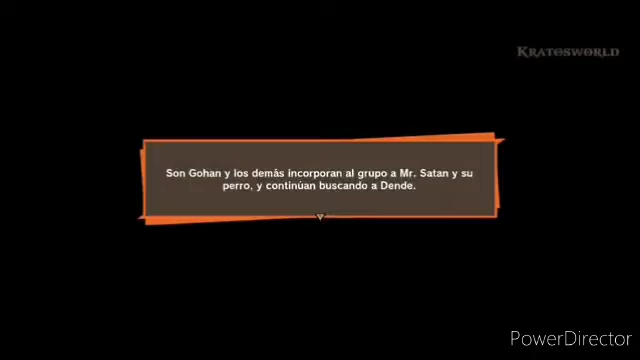 KRATOSWORLD
Son Gohan y los demás incorporan al grupo a Mr. Satan y su
perro, y continúan buscando a Dende.
PowerDirector